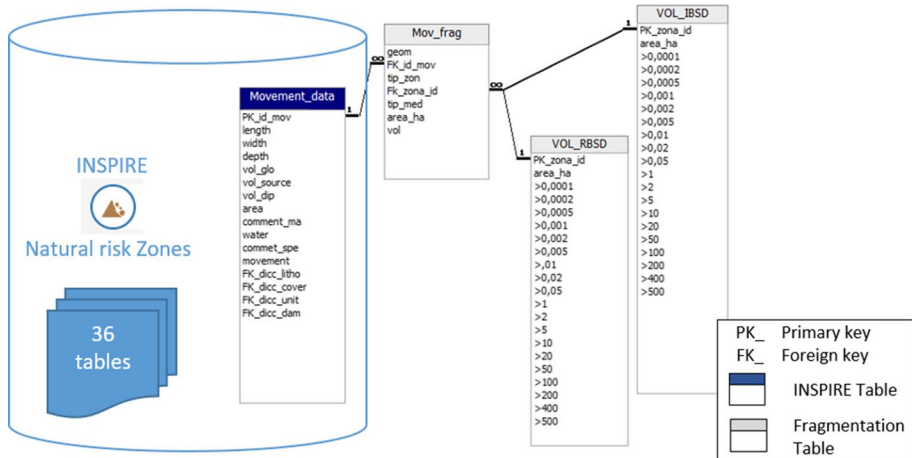 INSPIRE
Natural risk Zones
36
tables
Movement_data
PK_id_mov
length
width
depth
vol_glo
vol_source
vol_dip
area
comment_ma
water
commet_spe
movement
FK_dicc_litho
FK_dicc_cover
FK_dicc_unit
FK_dicc_dam
1
∞
Mov_frag
geom
FK_id_mov
tip_zon
Fk_zona_id
tip_med
area_ha
vol
∞
1
VOL_RBSD
PK_zona_id
area_ha
>0,0001
>0,0002
>0,0005
>0,001
>0,002
>0,005
>,01
>0,02
>0,05
>1
>2
>5
>10
>20
>50
>100
>200
>400
>500
1
VOL_IBSD
PK_zona_id
area_ha
>0,0001
>0,0002
>0,0005
>0,001
>0,002
>0,005
>0,01
>0,02
>0,05
>1
>2
>5
>10
>20
>50
>100
>200
>400
>500
PK_ Primary key
FK_ Foreign key
INSPIRE Table
Fragmentation
Table